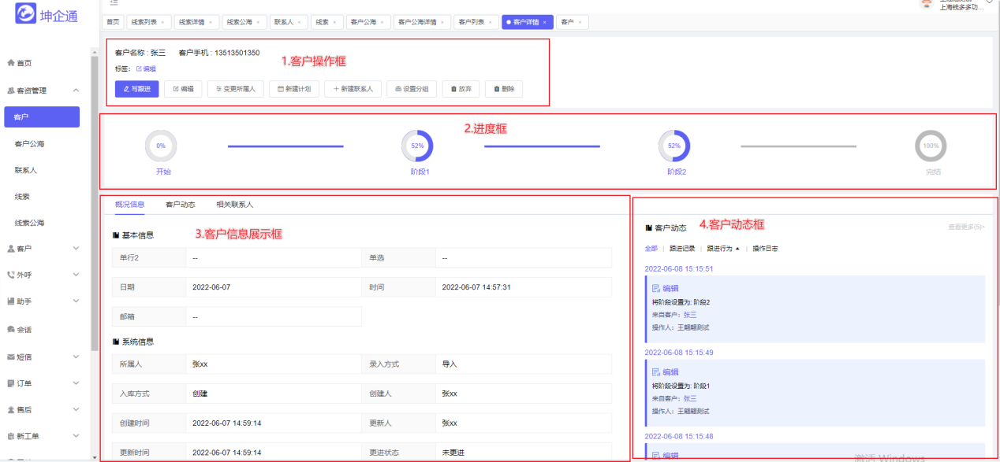 坤企通
上海钱多多功...
首页 线索列表 × 线索详情 × 线索公海 × 联系人 × 线索 × 客户公海 × 客户公海详情 × 客户列表 × 客户详情 × 客户 ×
首页
客资管理
客户
客户公海
联系人
线索
线索公海
客户
外呼
助手
会话
短信
订单
售后
新工单
客户名称 : 张三 客户手机 : 13513501350
1.客户操作框
标签： 编辑
写跟进 编辑 变更所属人 新建计划 新建联系人 设置分组 放弃 删除
2.进度框
0% 52% 52% 100%
开始 阶段1 阶段2 完结
概况信息 客户动态 相关联系人
基本信息
3.客户信息展示框
单行2 -- 单选 --
日期 2022-06-07 时间 2022-06-07 14:57:31
邮箱 --
系统信息
所属人 张xx 录入方式 导入
入库方式 创建 创建人 张xx
创建时间 2022-06-07 14:59:14 更新人 张xx
更新时间 2022-06-07 14:59:14 更进状态 未更进
客户动态
4.客户动态框
查看更多(5)>
全部 | 跟进记录 | 跟进行为 | 操作日志
2022-06-08 15:15:51
编辑
将阶段设置为: 阶段2
来自客户： 张三
操作人： 王翩翩测试
2022-06-08 15:15:49
编辑
将阶段设置为: 阶段1
来自客户： 张三
操作人： 王翩翩测试
2022-06-08 15:15:48
编辑
激活 Windows